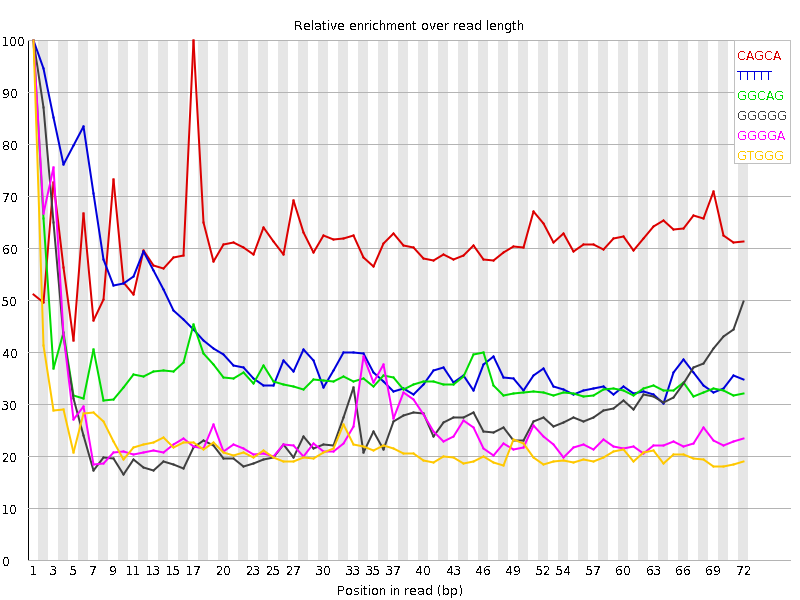 Relative enrichment over read length
100
90
80
70
60
50
40
30
20
10
0
CAGCA
TTTTT
GGCAG
GGGGG
GGGGA
GTGGG
1 3 5 7 9 11 13 15 17 20 23 25 27 30 33 35 37 40 43 46 49 52 54 57 60 63 66 69 72
Position in read (bp)